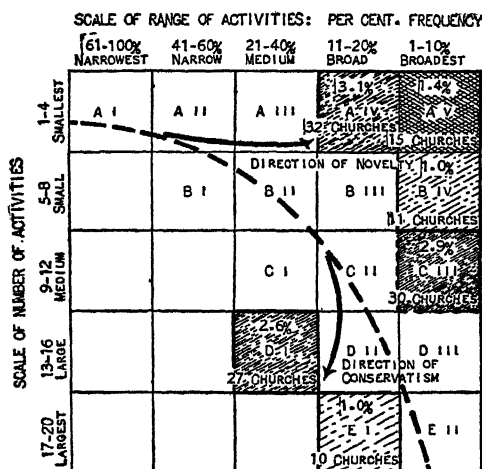 SCALE OF RANGE OF ACTIVITIES: PER CENT. FREQUENCY
61-100% 41-60% 21-40% 11-20% 1-10%
NARROWEST NARROW MEDIUM BROAD BROADEST
SCALE OF NUMBER OF ACTIVITIES
1-4
SMALLEST
A I A II A III
3.1%
A IV
32 CHURCHES
1.4%
A V
15 CHURCHES
DIRECTION OF NOVELTY
5-8
SMALL
B I B II B III
1.0%
B IV
11 CHURCHES
9-12
MEDIUM
C I C II
2.9%
C III
30 CHURCHES
13-16
LARGE
2.6%
D I
27 CHURCHES
D II D III
DIRECTION OF
CONSERVATISM
17-20
LARGEST
1.0%
E I
10 CHURCHES
E II